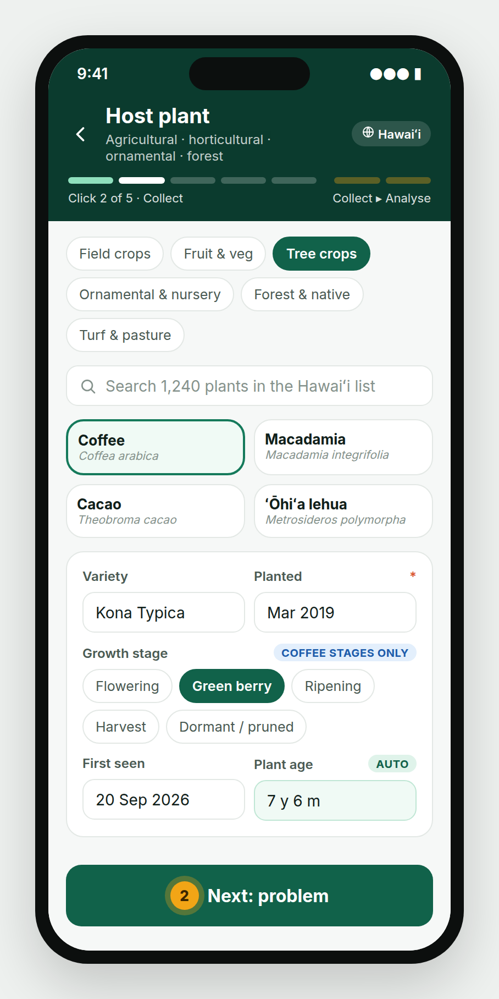 9:41
Host plant
Agricultural · horticultural ·
ornamental · forest
Hawaiʻi
Click 2 of 5 · Collect
Collect ▸ Analyse
Field crops
Fruit & veg
Tree crops
Ornamental & nursery
Forest & native
Turf & pasture
Search 1,240 plants in the Hawaiʻi list
Coffee
Coffea arabica
Macadamia
Macadamia integrifolia
Cacao
Theobroma cacao
ʻŌhiʻa lehua
Metrosideros polymorpha
Variety
Planted *
Kona Typica
Mar 2019
Growth stage
COFFEE STAGES ONLY
Flowering
Green berry
Ripening
Harvest
Dormant / pruned
First seen
Plant age
AUTO
20 Sep 2026
7 y 6 m
2 Next: problem